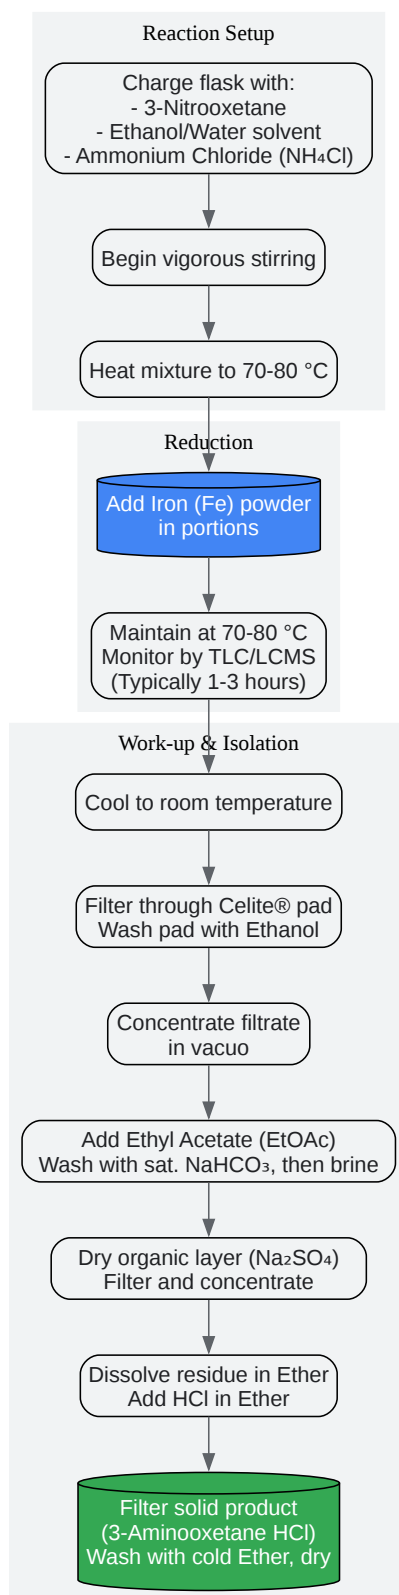 Reaction Setup
Charge flask with:
- 3-Nitrooxetane
- Ethanol/Water solvent
- Ammonium Chloride (NH₄Cl)
Begin vigorous stirring
Heat mixture to 70-80 °C
Reduction
Add Iron (Fe) powder
in portions
Maintain at 70-80 °C
Monitor by TLC/LCMS
(Typically 1-3 hours)
Work-up & Isolation
Cool to room temperature
Filter through Celite® pad
Wash pad with Ethanol
Concentrate filtrate
in vacuo
Add Ethyl Acetate (EtOAc)
Wash with sat. NaHCO₃, then brine
Dry organic layer (Na₂SO₄)
Filter and concentrate
Dissolve residue in Ether
Add HCl in Ether
Filter solid product
(3-Aminooxetane HCl)
Wash with cold Ether, dry